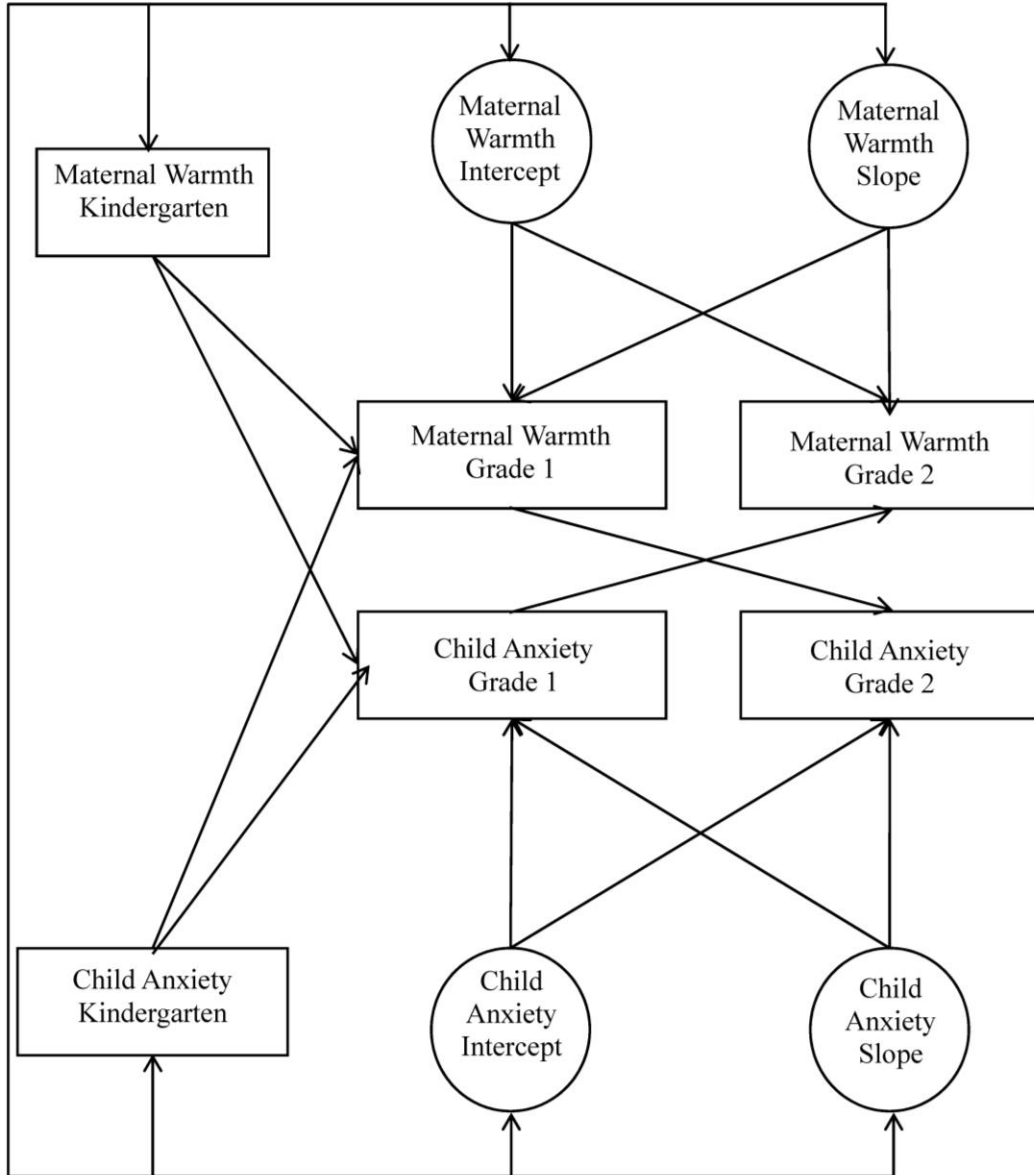 Maternal
Warmth
Intercept
Maternal
Warmth
Slope
Maternal Warmth
Kindergarten
Maternal Warmth
Grade 1
Maternal Warmth
Grade 2
Child Anxiety
Grade 1
Child Anxiety
Grade 2
Child Anxiety
Kindergarten
Child
Anxiety
Intercept
Child
Anxiety
Slope